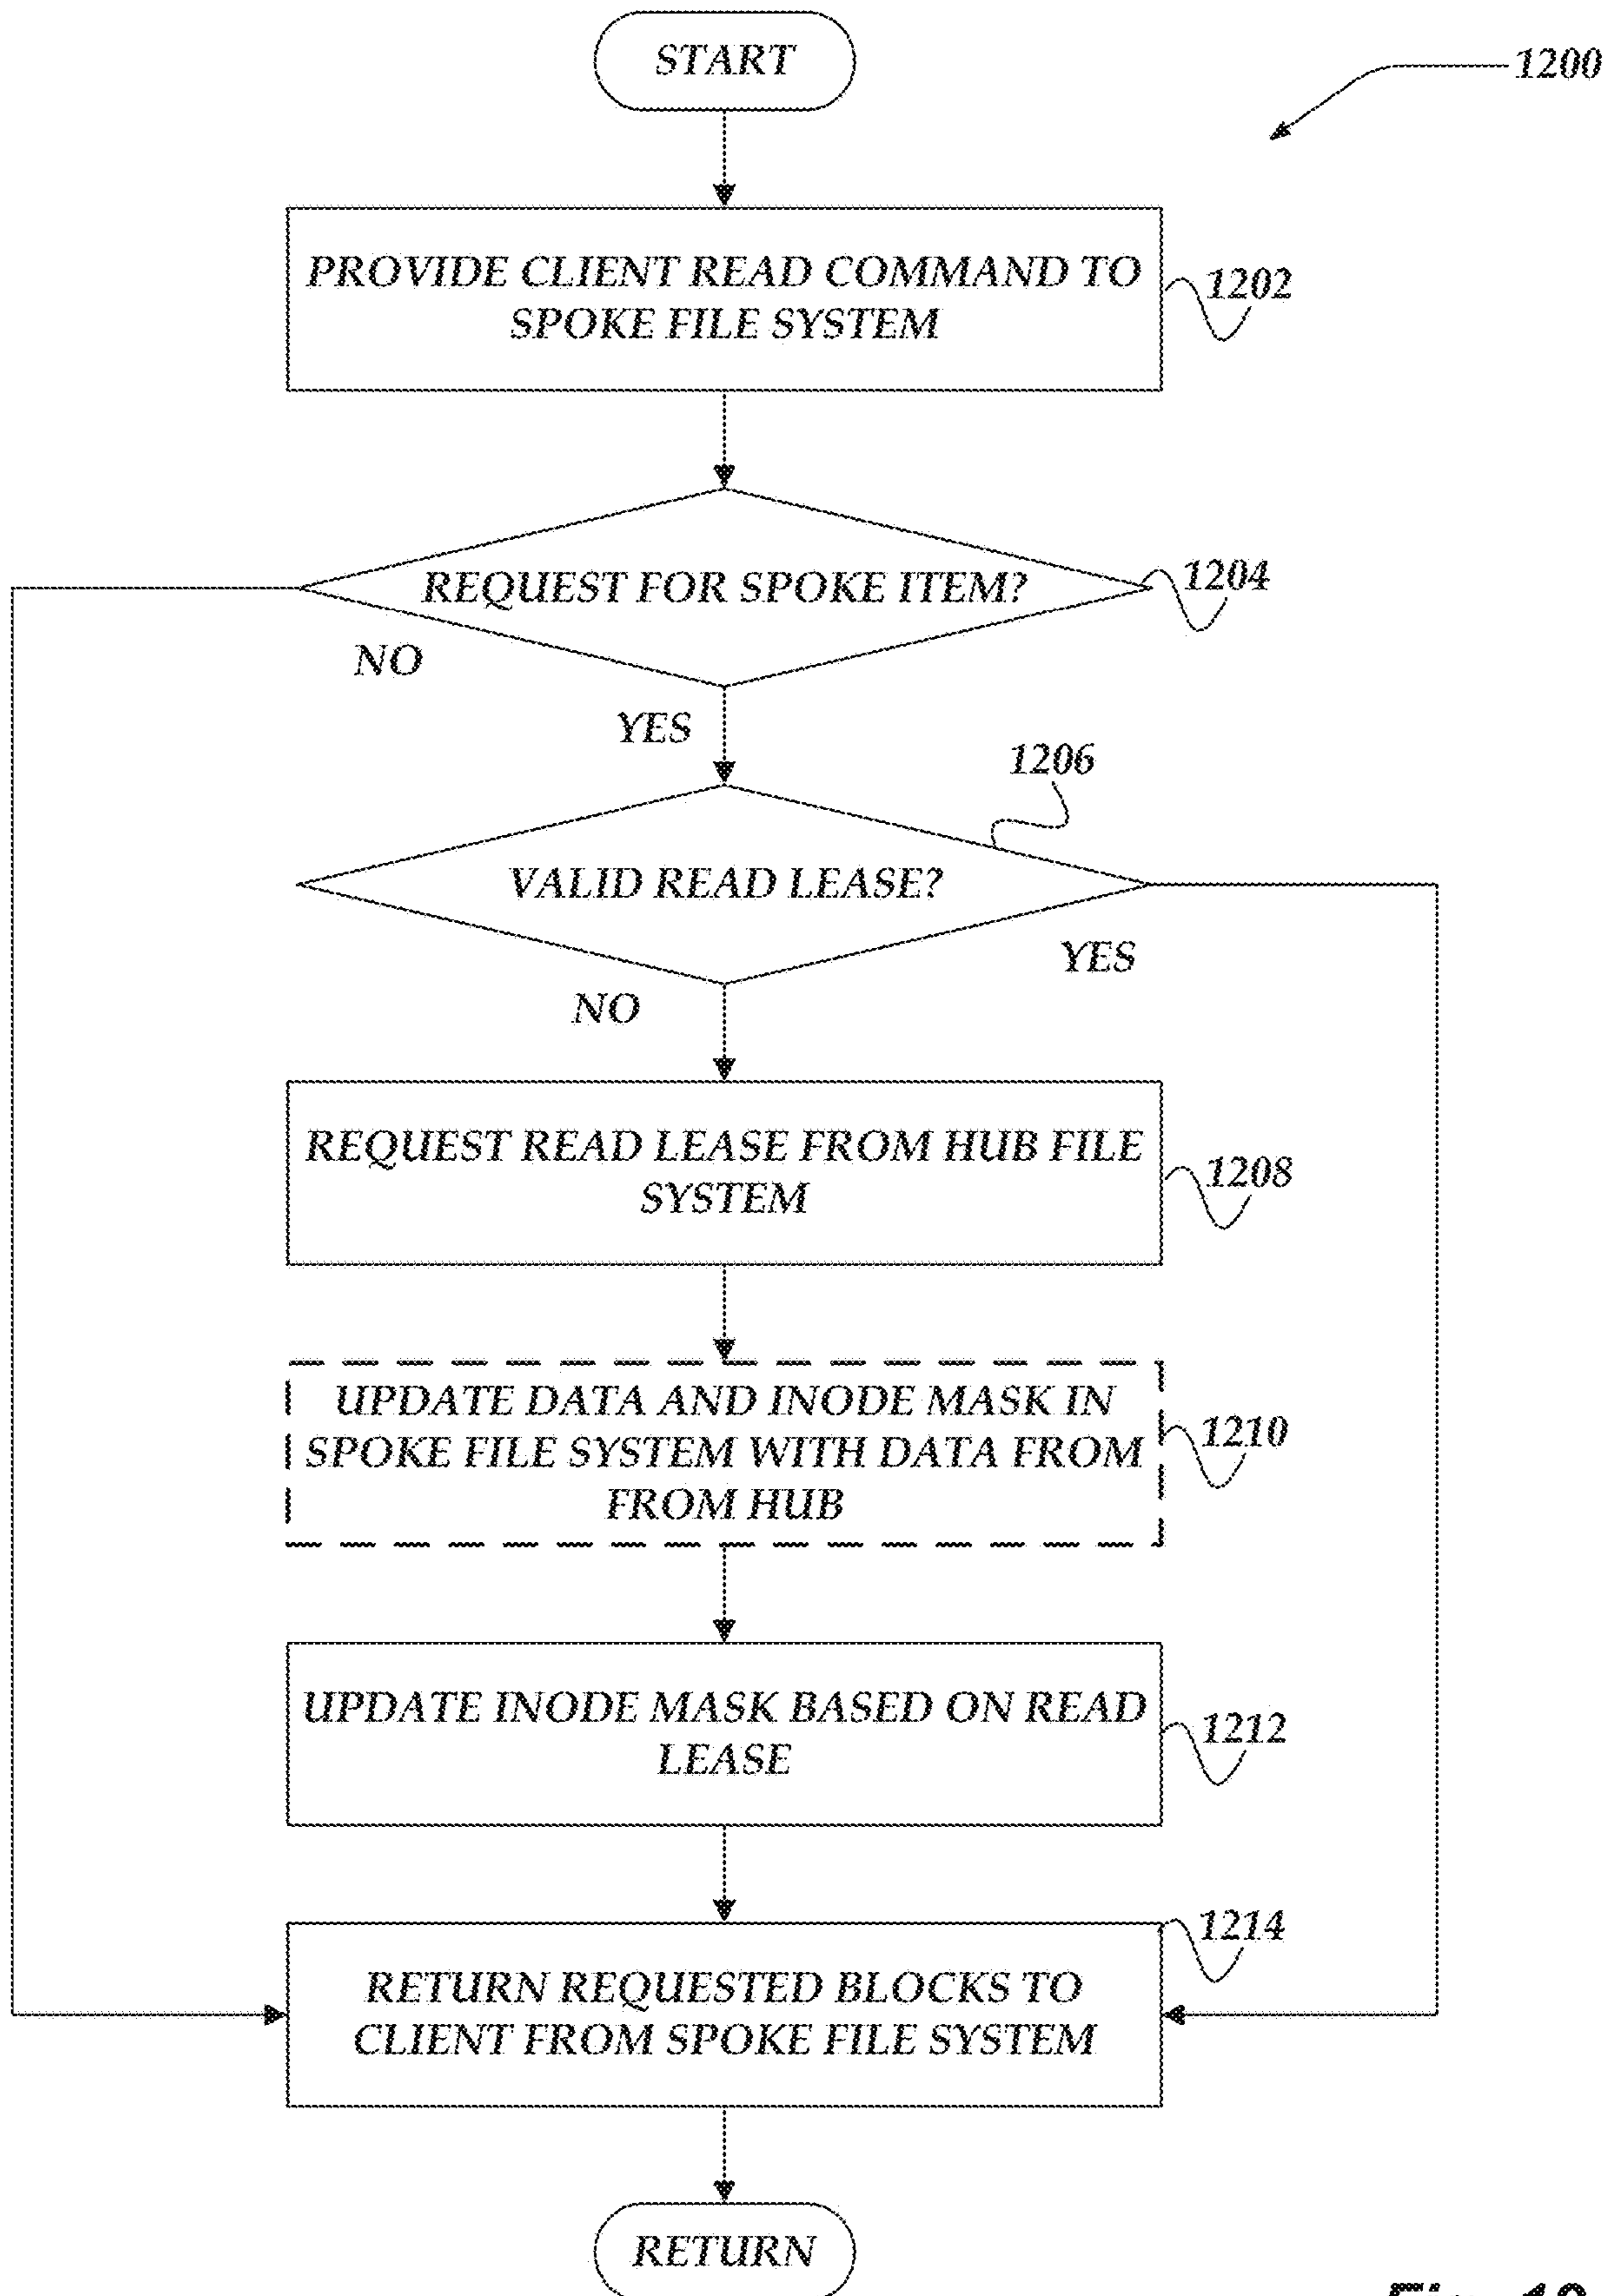 START
1200
PROVIDE CLIENT READ COMMAND TO
SPOKE FILE SYSTEM
1202
REQUEST FOR SPOKE ITEM?
1204
NO
YES
1206
VALID READ LEASE?
YES
NO
REQUEST READ LEASE FROM HUB FILE
SYSTEM
1208
UPDATE DATA AND INODE MASK IN
SPOKE FILE SYSTEM WITH DATA FROM
FROM HUB
1210
UPDATE INODE MASK BASED ON READ
LEASE
1212
1214
RETURN REQUESTED BLOCKS TO
CLIENT FROM SPOKE FILE SYSTEM
RETURN